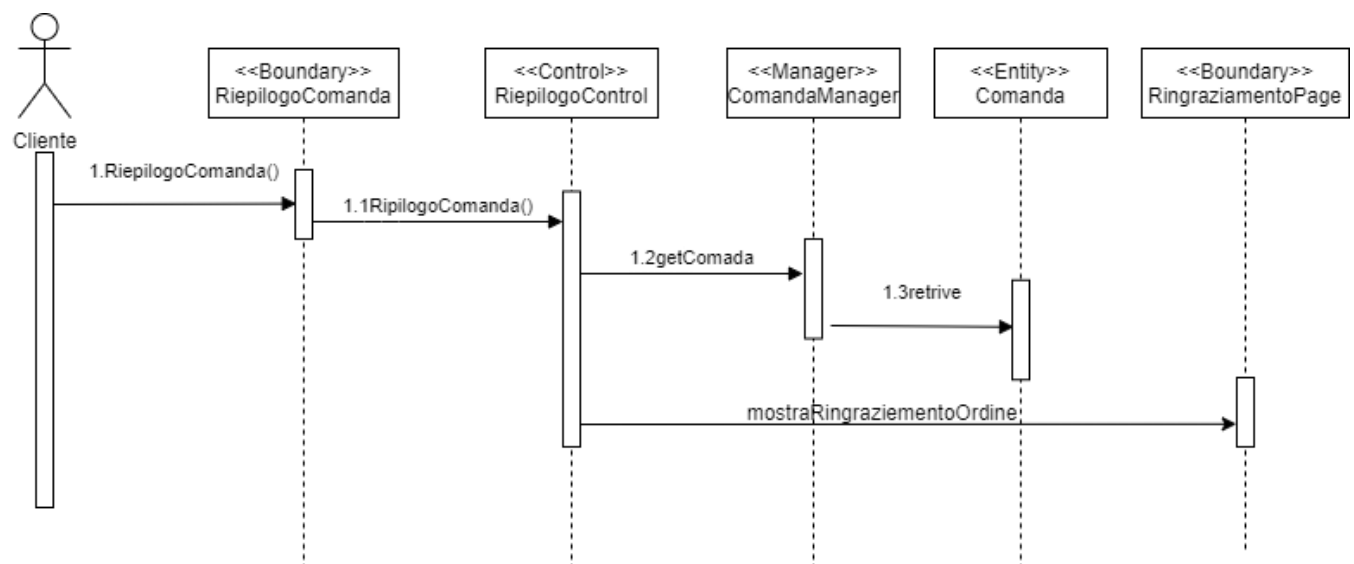 Cliente
<<Boundary>>
RiepilogoComanda
<<Control>>
RiepilogoControl
<<Manager>>
ComandaManager
<<Entity>>
Comanda
<<Boundary>>
RingraziamentoPage
1.RiepilogoComanda()
1.1RipilogoComanda()
1.2getComada
1.3retrive
mostraRingraziementoOrdine